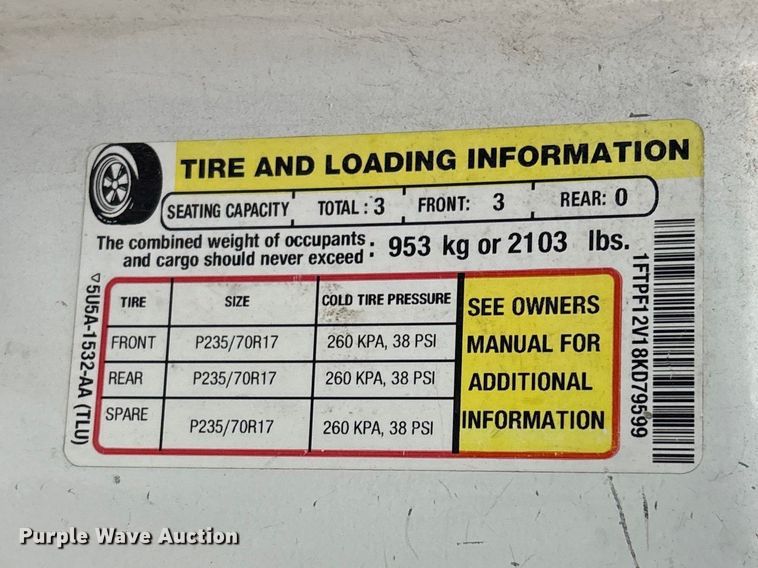 TIRE AND LOADING INFORMATION
SEATING CAPACITY TOTAL : 3 FRONT: 3 REAR: 0
The combined weight of occupants
and cargo should never exceed : 953 kg or 2103 lbs.
TIRE SIZE COLD TIRE PRESSURE
FRONT P235/70R17 260 KPA, 38 PSI
REAR P235/70R17 260 KPA, 38 PSI
SPARE P235/70R17 260 KPA, 38 PSI
SEE OWNERS
MANUAL FOR
ADDITIONAL
INFORMATION
5U5A-1532-AA (TLU)
1FTPF12V18KD79599
Purple Wave Auction